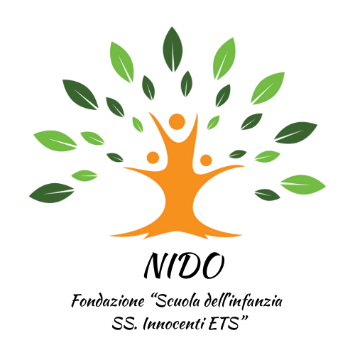 NIDO
Fondazione “Scuola dell’infanzia
SS. Innocenti ETS”